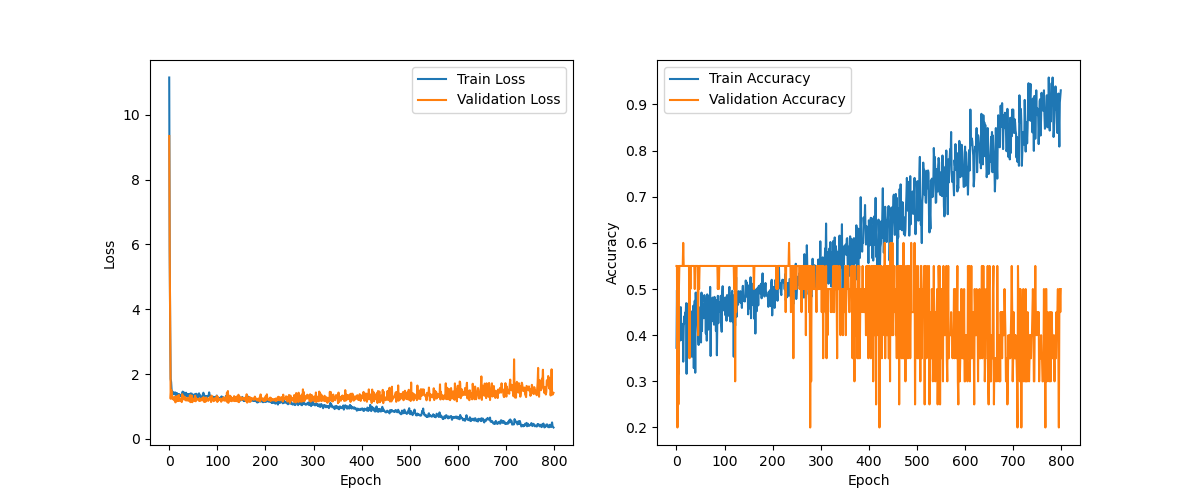 Train Loss
Validation Loss
10
8
6
4
2
0
Loss
0 100 200 300 400 500 600 700 800
Epoch
Train Accuracy
Validation Accuracy
0.9
0.8
0.7
0.6
0.5
0.4
0.3
0.2
Accuracy
0 100 200 300 400 500 600 700 800
Epoch